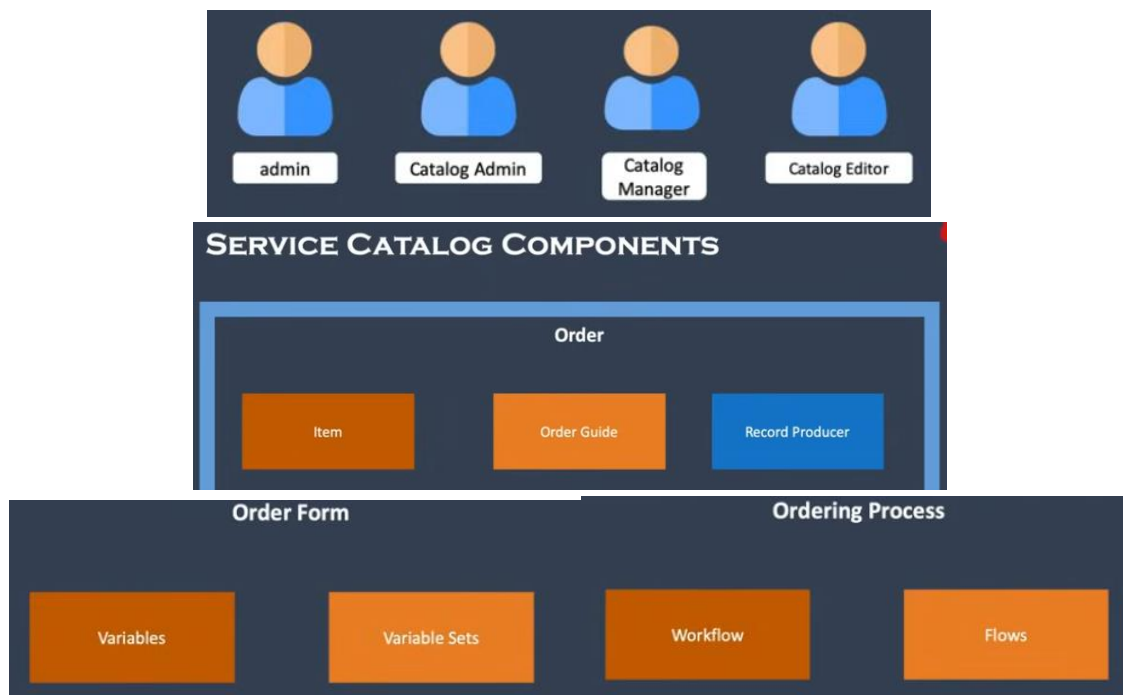 admin
Catalog Admin
Catalog
Manager
Catalog Editor
SERVICE CATALOG COMPONENTS
Order
Item
Order Guide
Record Producer
Order Form
Variables
Variable Sets
Ordering Process
Workflow
Flows